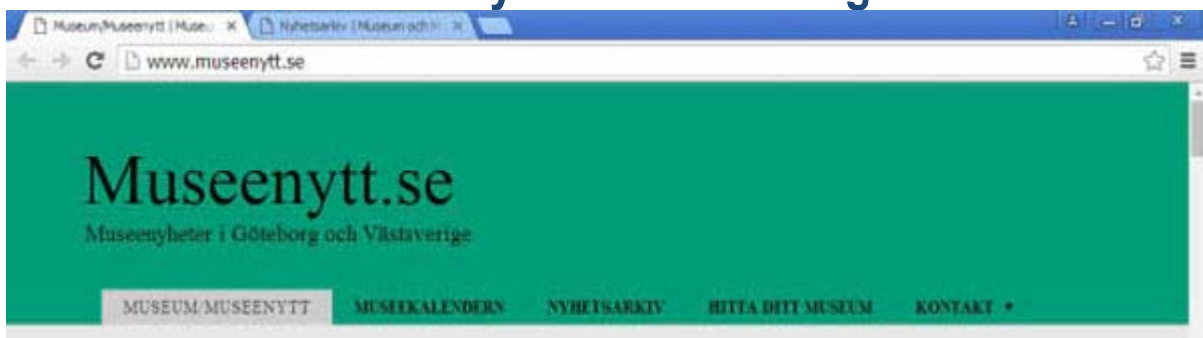 Museum/Museenytt | Museu
Nyhetsarkiv | Museum och
www.museenytt.se
Museenytt.se
Museenyheter i Göteborg och Västsverige
MUSEUM/MUSEENYTT MUSEEKALENDERN NYHETSARKIV HITTA DITT MUSEUM KONTAKT